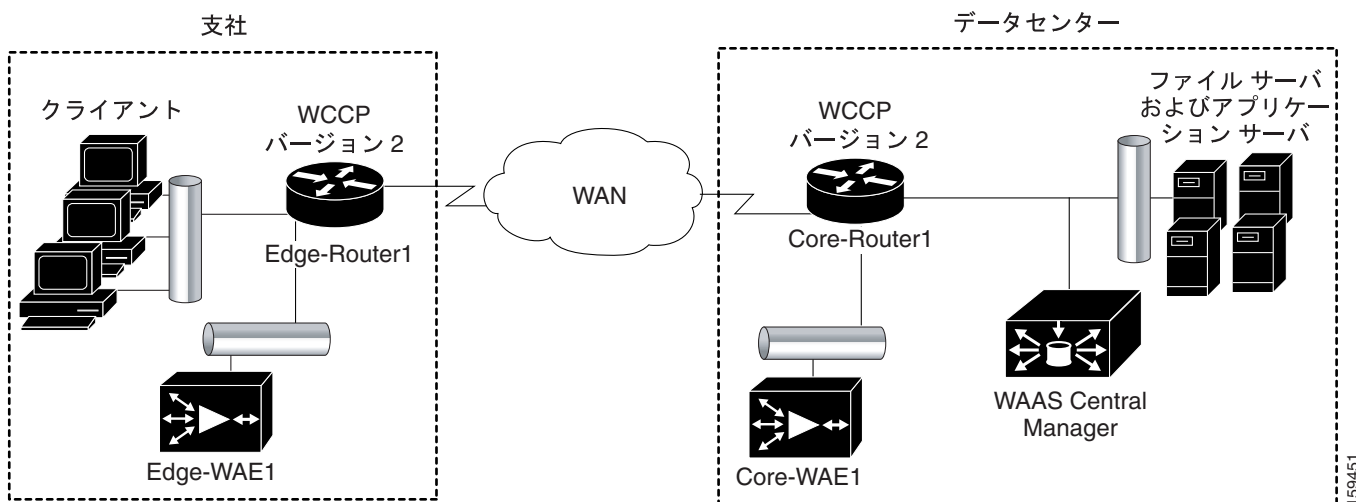 支社
データセンター
クライアント
WCCP
バージョン 2
Edge-Router1
Edge-WAE1
WAN
WCCP
バージョン 2
Core-Router1
Core-WAE1
ファイル サーバ
およびアプリケー
ション サーバ
WAAS Central
Manager
159451